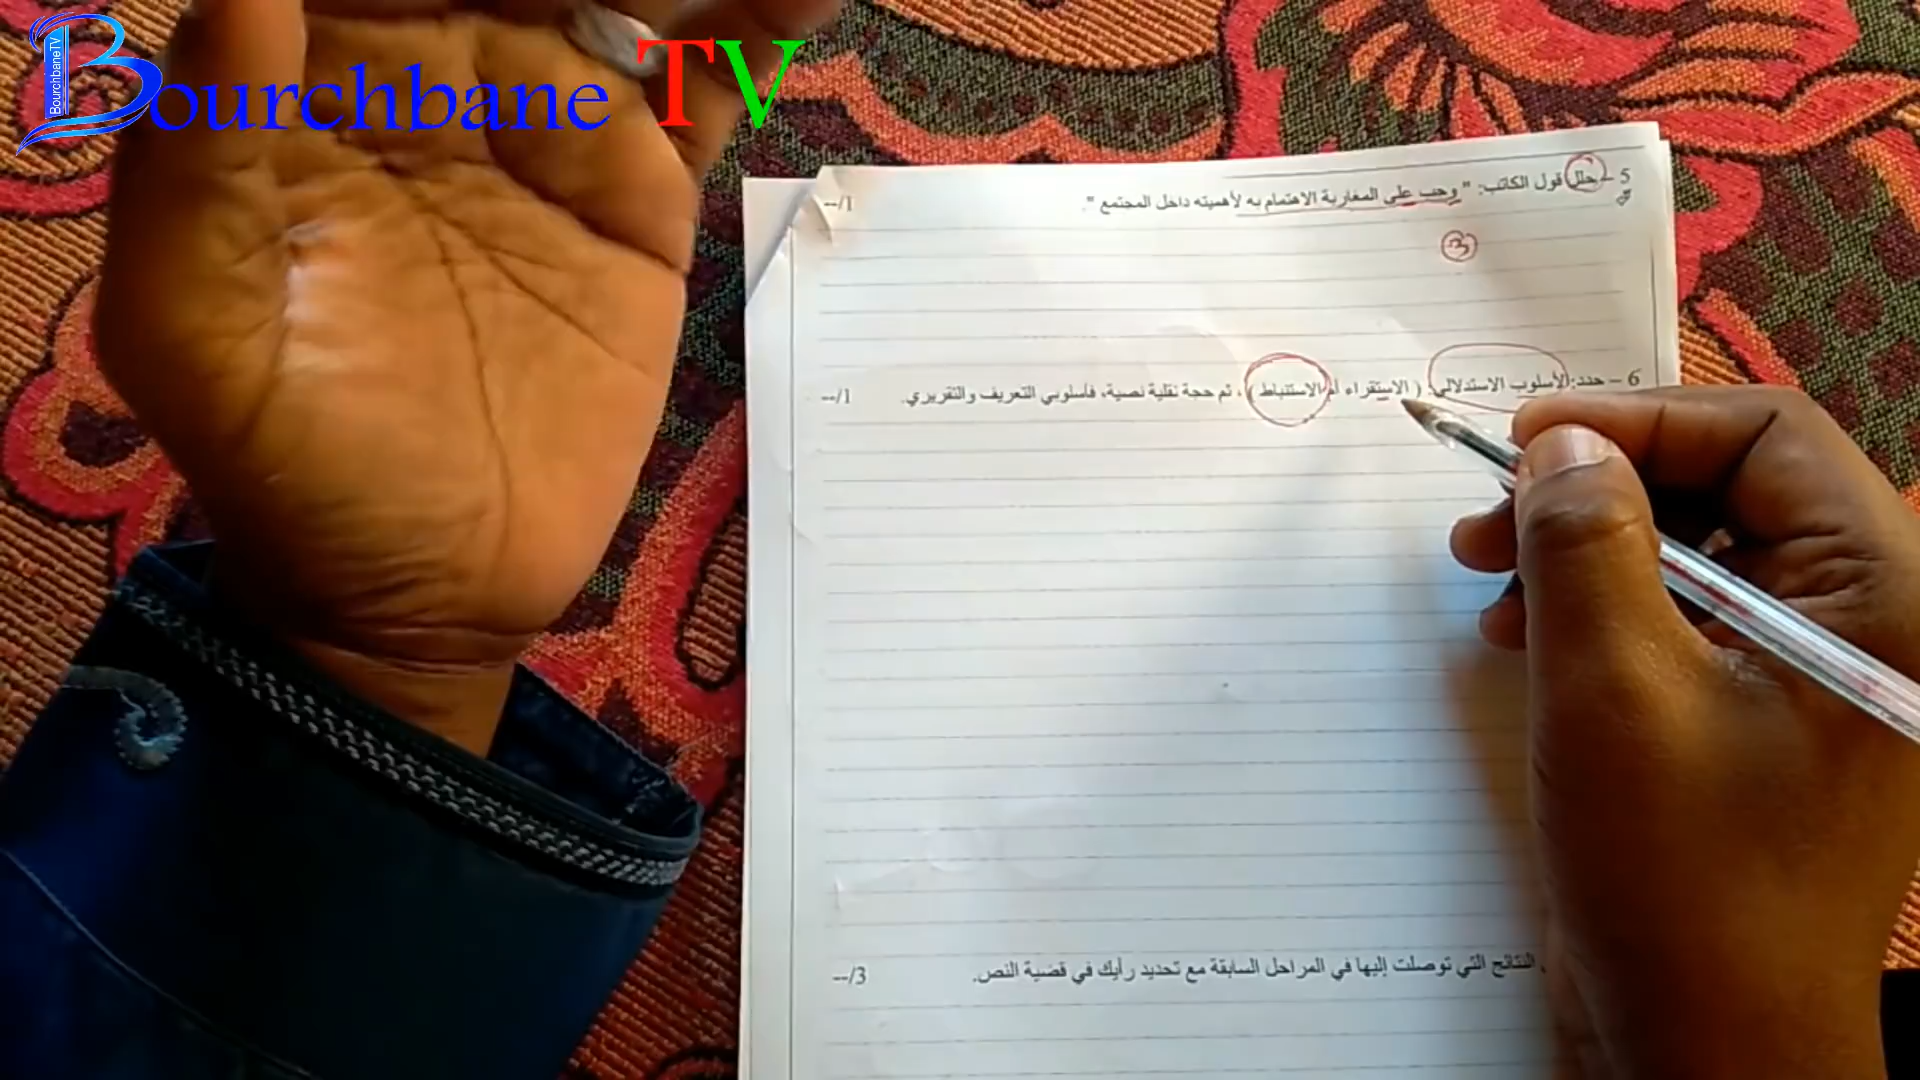 BourchbaneTV
Bourchbane TV
5 – حلل قول الكاتب: " وجب على المغاربة الاهتمام به لأهميته داخل المجتمع ". 1/--
3
6 – حدد: الأسلوب الاستدلالي: ( الاستقراء أم الاستنباط ) ، ثم حجة نقلية نصية، فأسلوبي التعريف والتقريري. 1/--
النتائج التي توصلت إليها في المراحل السابقة مع تحديد رأيك في قضية النص. 3/--